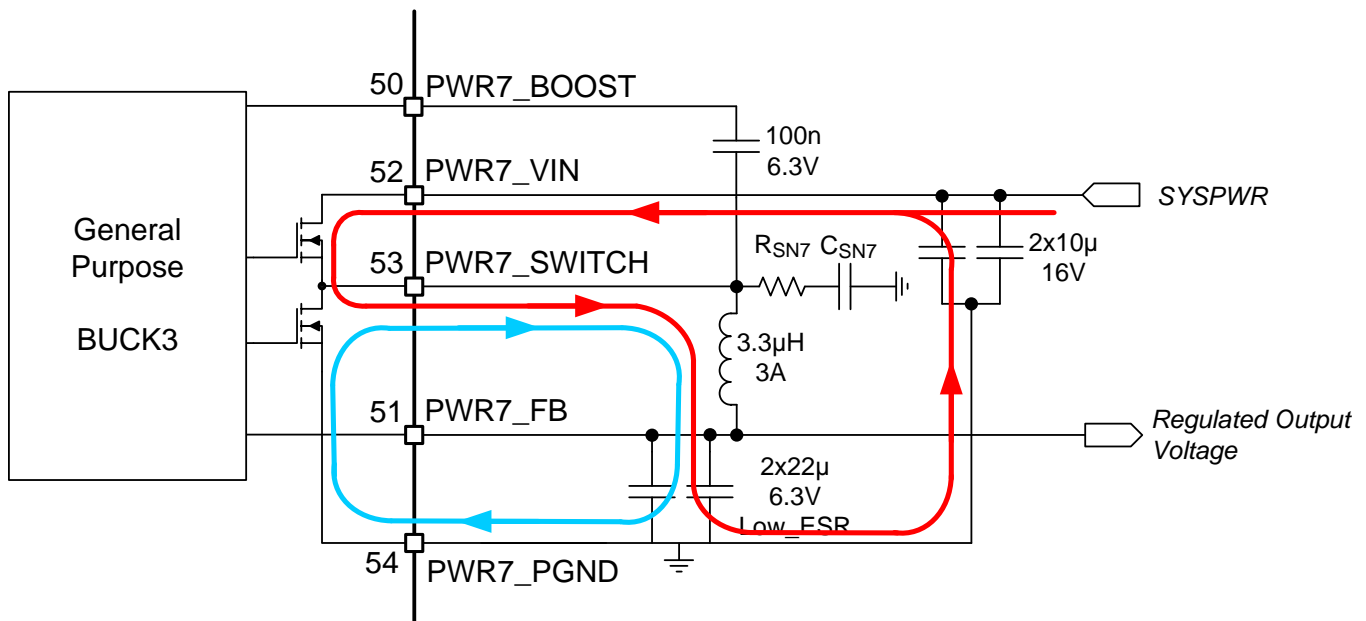 50 PWR7_BOOST
100n
6.3V
52 PWR7_VIN
SYSPWR
General
Purpose
BUCK3
2x10µ
16V
RSN7 CSN7
53 PWR7_SWITCH
3.3µH
3A
51 PWR7_FB
Regulated Output
Voltage
2x22µ
6.3V
Low_ESR
54 PWR7_PGND